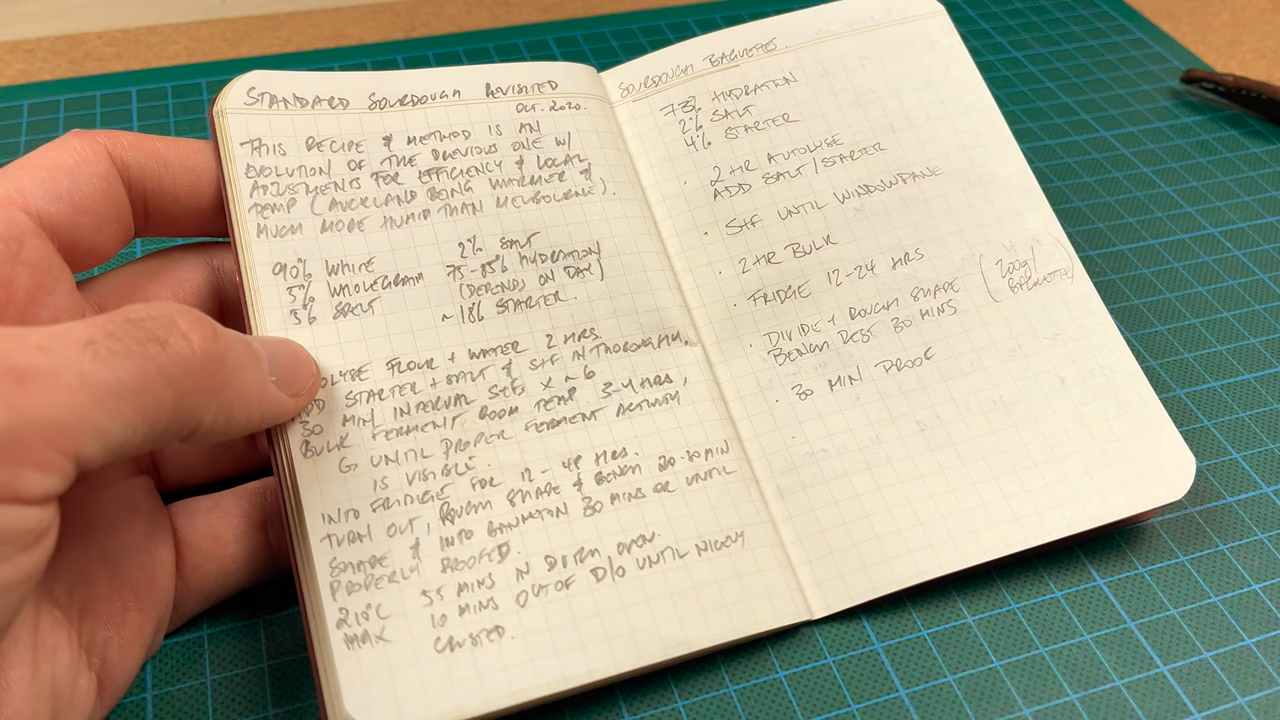 STANDARD SOURDOUGH REVISITED
OCT. 2020.
THIS RECIPE & METHOD IS AN
EVOLUTION OF THE PREVIOUS ONE W/
ADJUSTMENTS FOR EFFICIENCY & LOCAL
TEMP (AUCKLAND BEING WARMER &
MUCH MORE HUMID THAN MELBOURNE).
90% WHITE
5% WHOLEGRAIN
5% SPELT
2% SALT
75-85% HYDRATION
(DEPENDS ON DAY)
~ 18% STARTER.
OLYSE FLOUR + WATER 2 HRS.
ADD STARTER + SALT & S+F IN THOROUGHLY.
30 MIN INTERVAL S+Fs X ~ 6
BULK FERMENT ROOM TEMP 3-4 HRS,
UNTIL PROPER FERMENT ACTIVITY
IS VISIBLE.
INTO FRIDGE FOR 12-48 HRS.
TURN OUT, ROUGH SHAPE & BENCH 20-30 MIN
SHAPE & INTO BANNETON 30 MINS OR UNTIL
PROPERLY PROOFED.
210°C 55 MINS IN DUTCH OVEN.
MAX 10 MINS OUT OF D/O UNTIL NICELY
CRUSTED.
SOURDOUGH BAGUETTES.
73% HYDRATION
2% SALT
4% STARTER
· 2 HR AUTOLYSE
ADD SALT/STARTER
· S+F UNTIL WINDOWPANE
· 2 HR BULK
· FRIDGE 12-24 HRS
· DIVIDE + ROUGH SHAPE (200g/
BAGUETTE)
BENCH REST 30 MINS
· 30 MIN PROOF
·